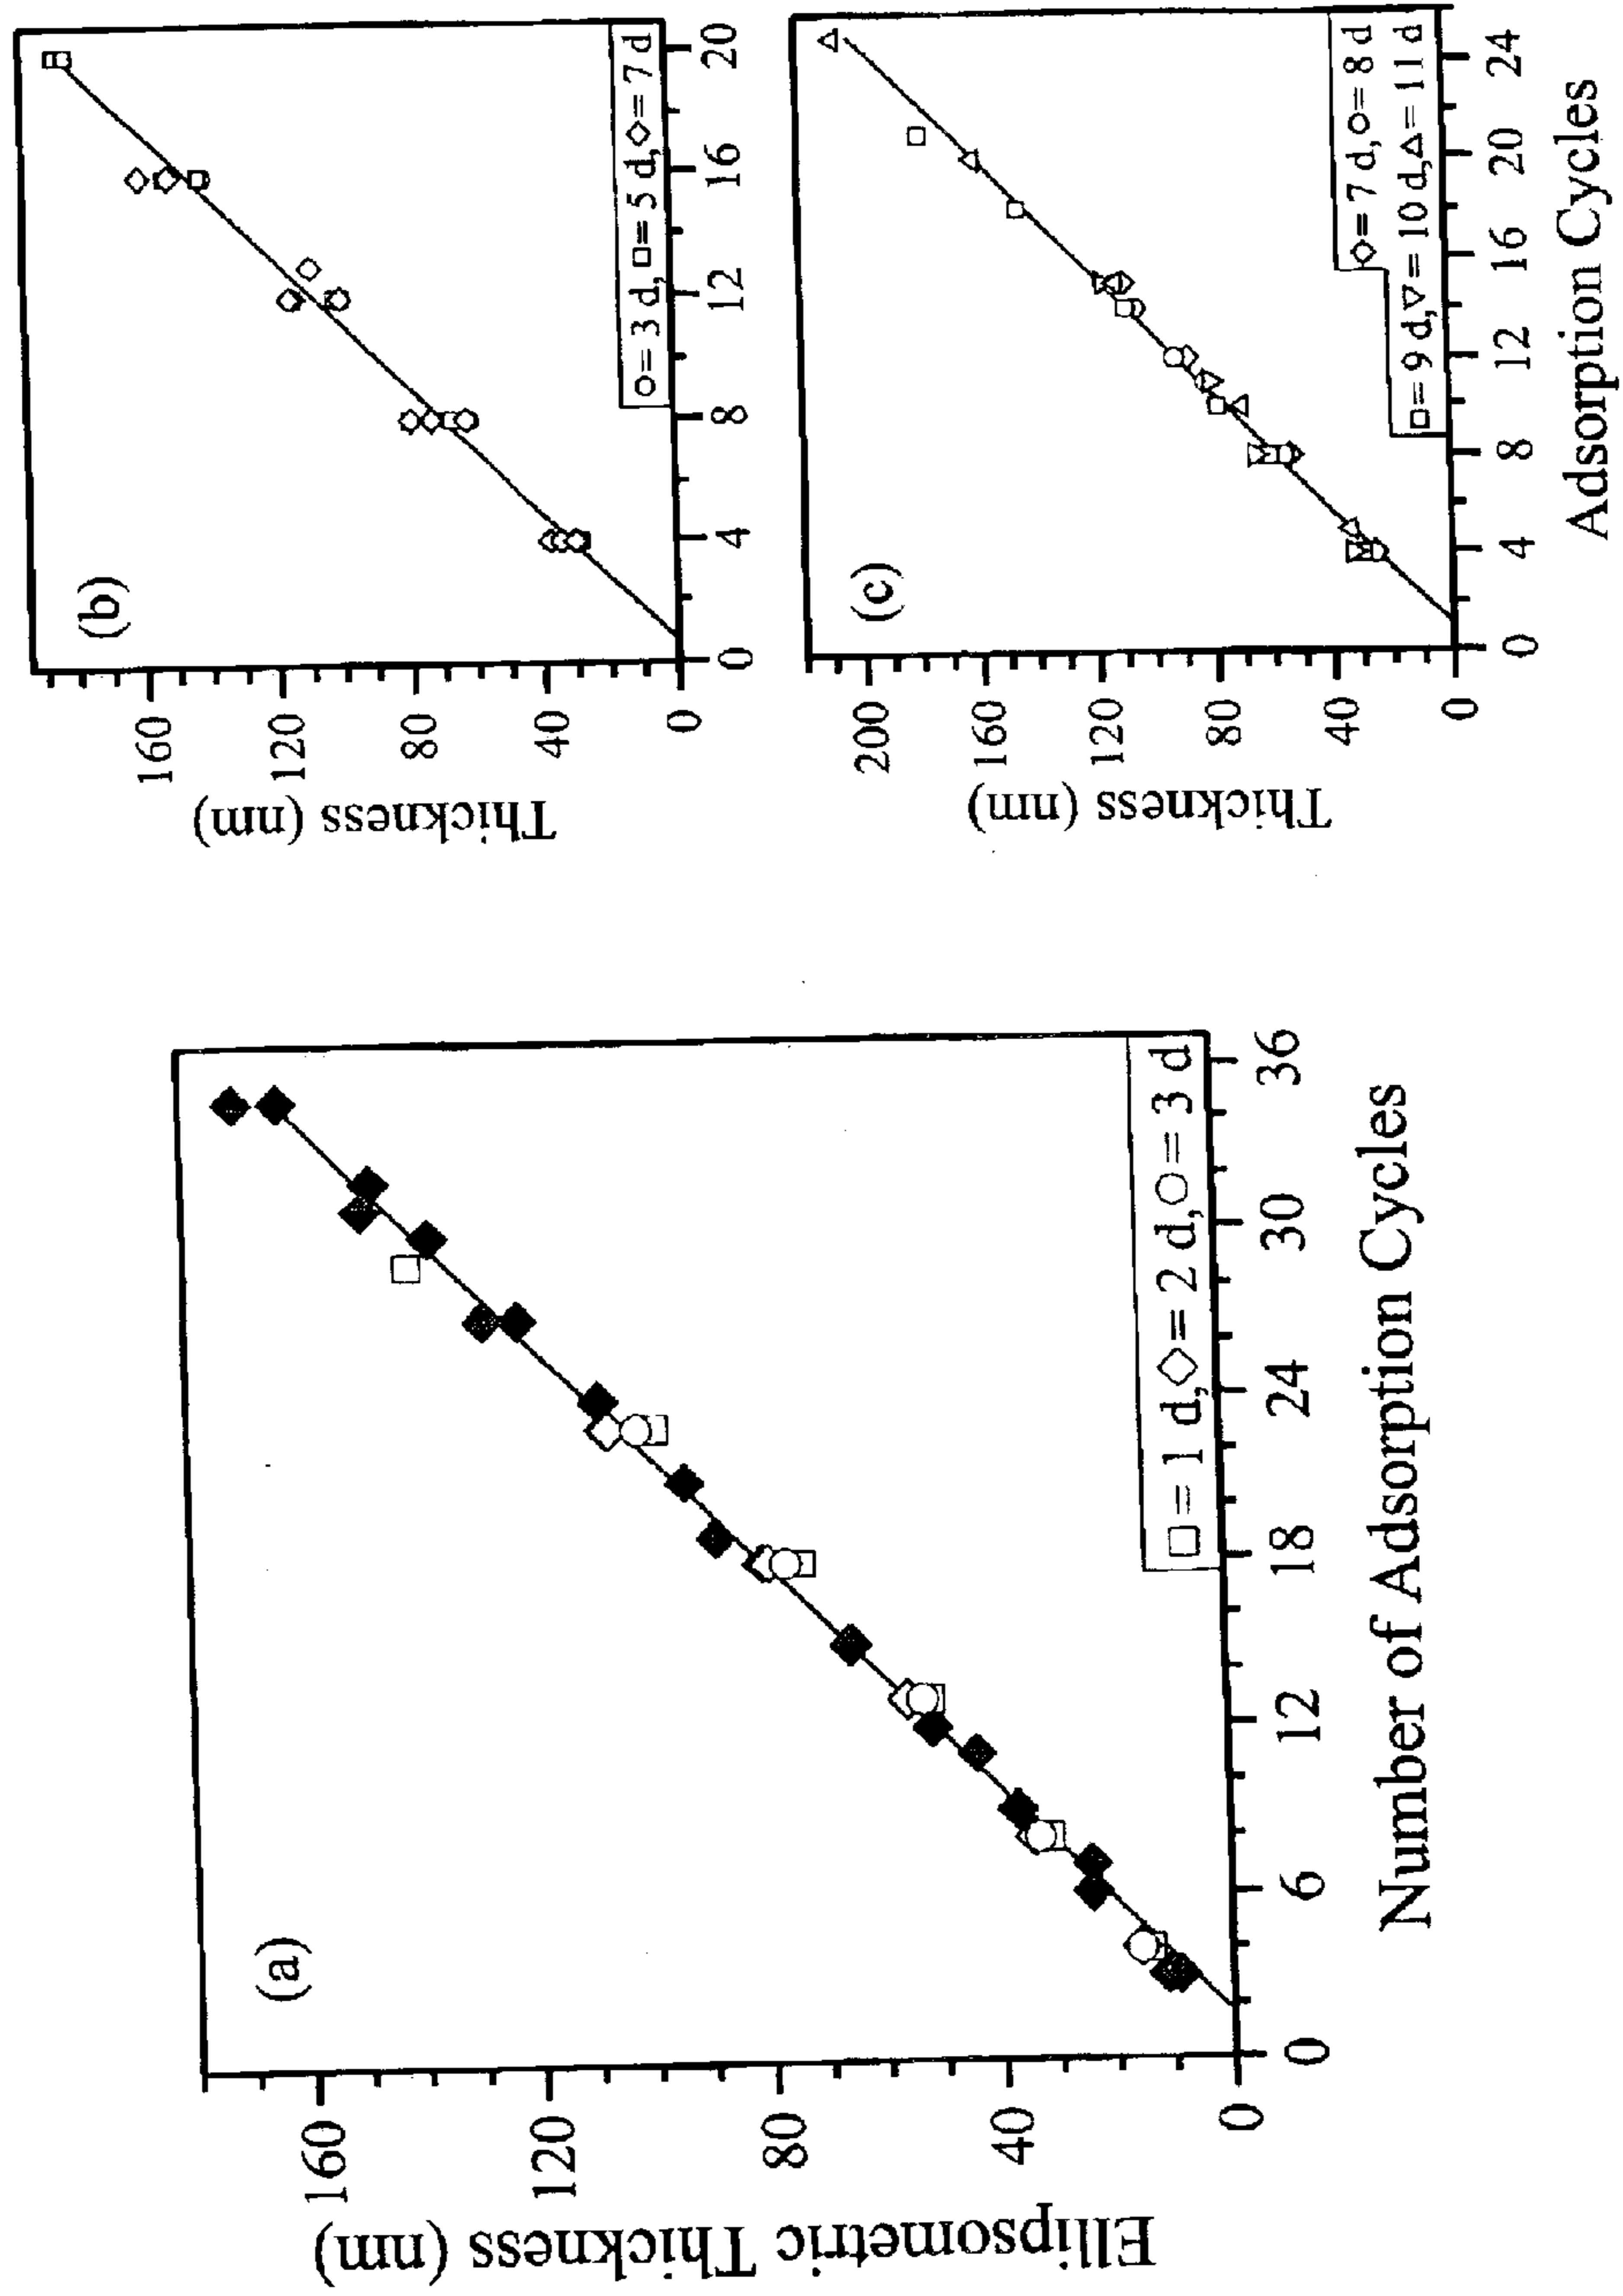 (a)
Ellipsometric Thickness (nm)
160
120
80
40
0
0 6 12 18 24 30 36
Number of Adsorption Cycles
□= 1 d,◇= 2 d,○= 3 d
(b)
Thickness (nm)
160
120
80
40
0
0 4 8 12 16 20
○= 3 d, □= 5 d,◇= 7 d
(c)
Thickness (nm)
200
160
120
80
40
0
0 4 8 12 16 20 24
Adsorption Cycles
◇= 7 d,○= 8 d
□= 9 d,▽= 10 d,△= 11 d